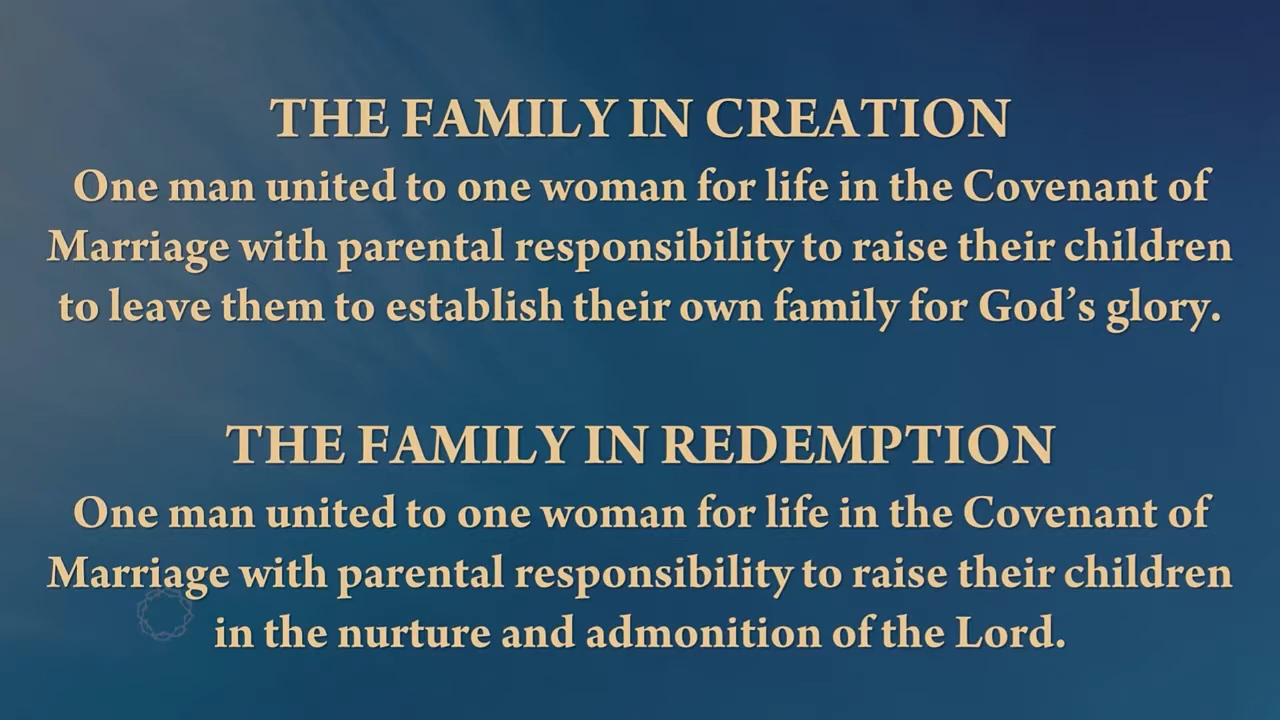 THE FAMILY IN CREATION
One man united to one woman for life in the Covenant of
Marriage with parental responsibility to raise their children
to leave them to establish their own family for God’s glory.
THE FAMILY IN REDEMPTION
One man united to one woman for life in the Covenant of
Marriage with parental responsibility to raise their children
in the nurture and admonition of the Lord.